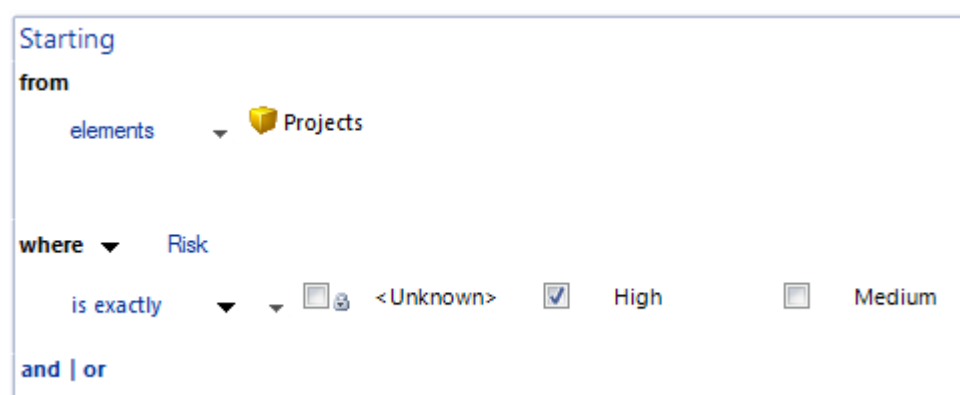 Starting
from
elements Projects
where Risk
is exactly <Unknown> High Medium
and | or